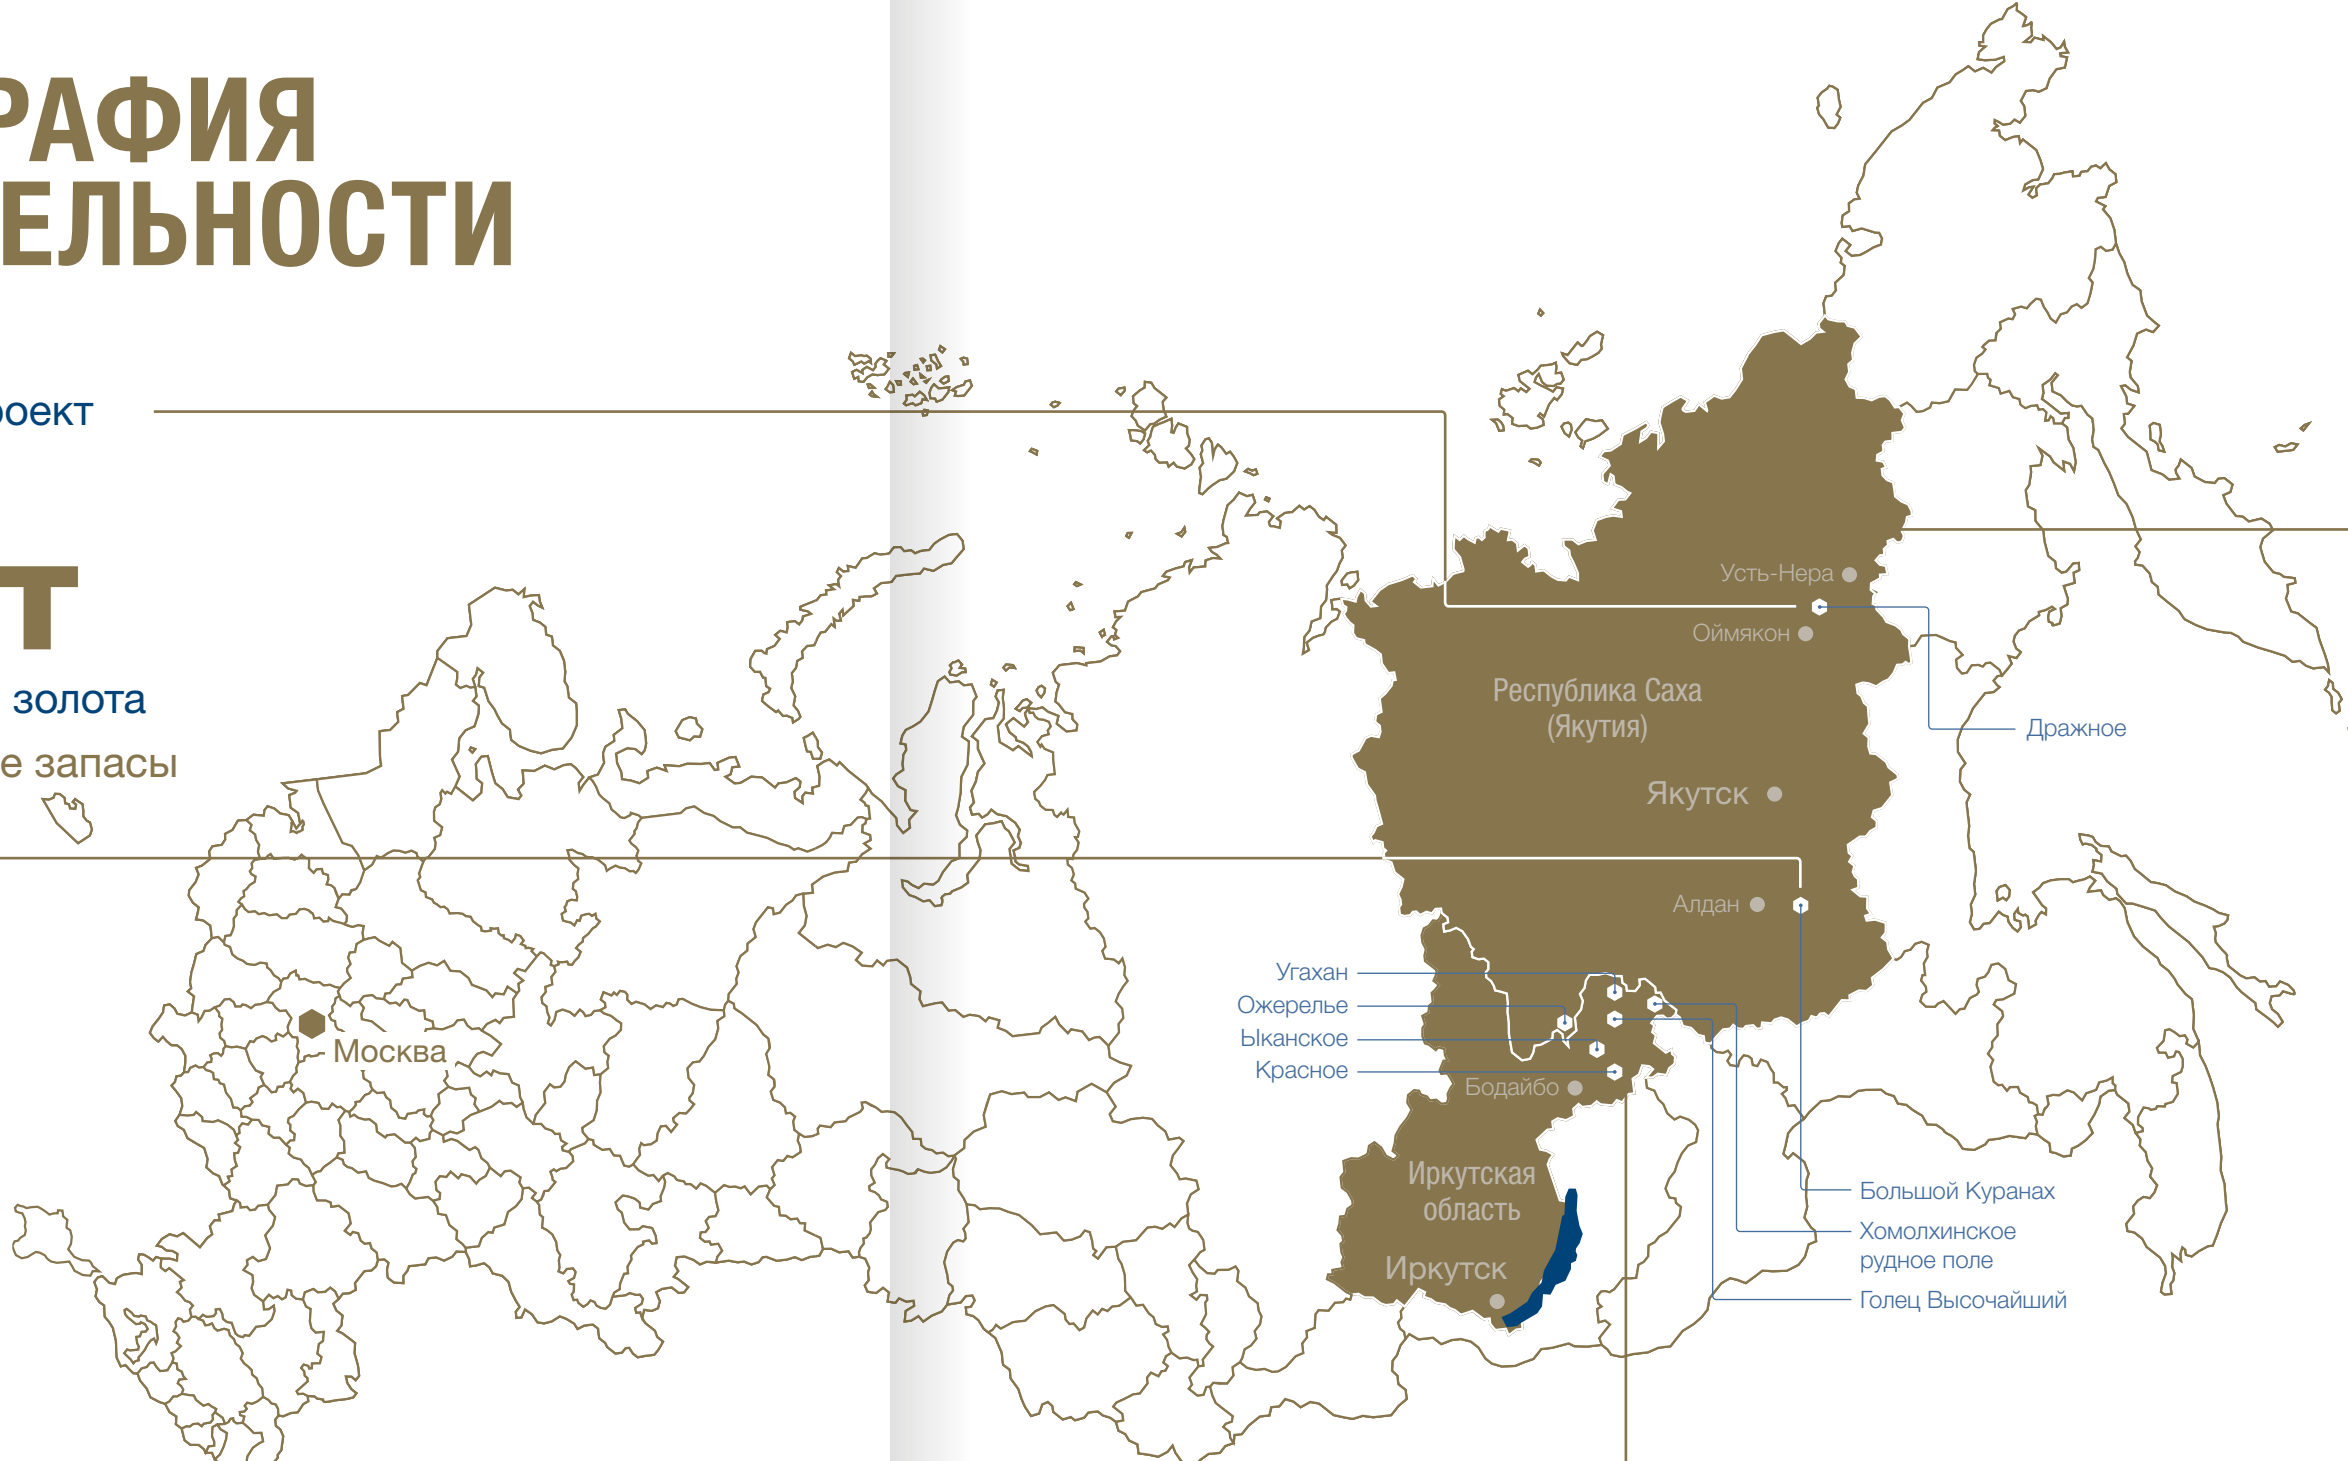 РАФИЯ
ЕЛЬНОСТИ
роект
т
золота
е запасы
Москва
Усть-Нера
Оймякон
Республика Саха
(Якутия)
Дражное
Якутск
Алдан
Угахан
Ожерелье
Ыканское
Красное
Бодайбо
Иркутская
область
Иркутск
Большой Куранах
Хомолхинское
рудное поле
Голец Высочайший